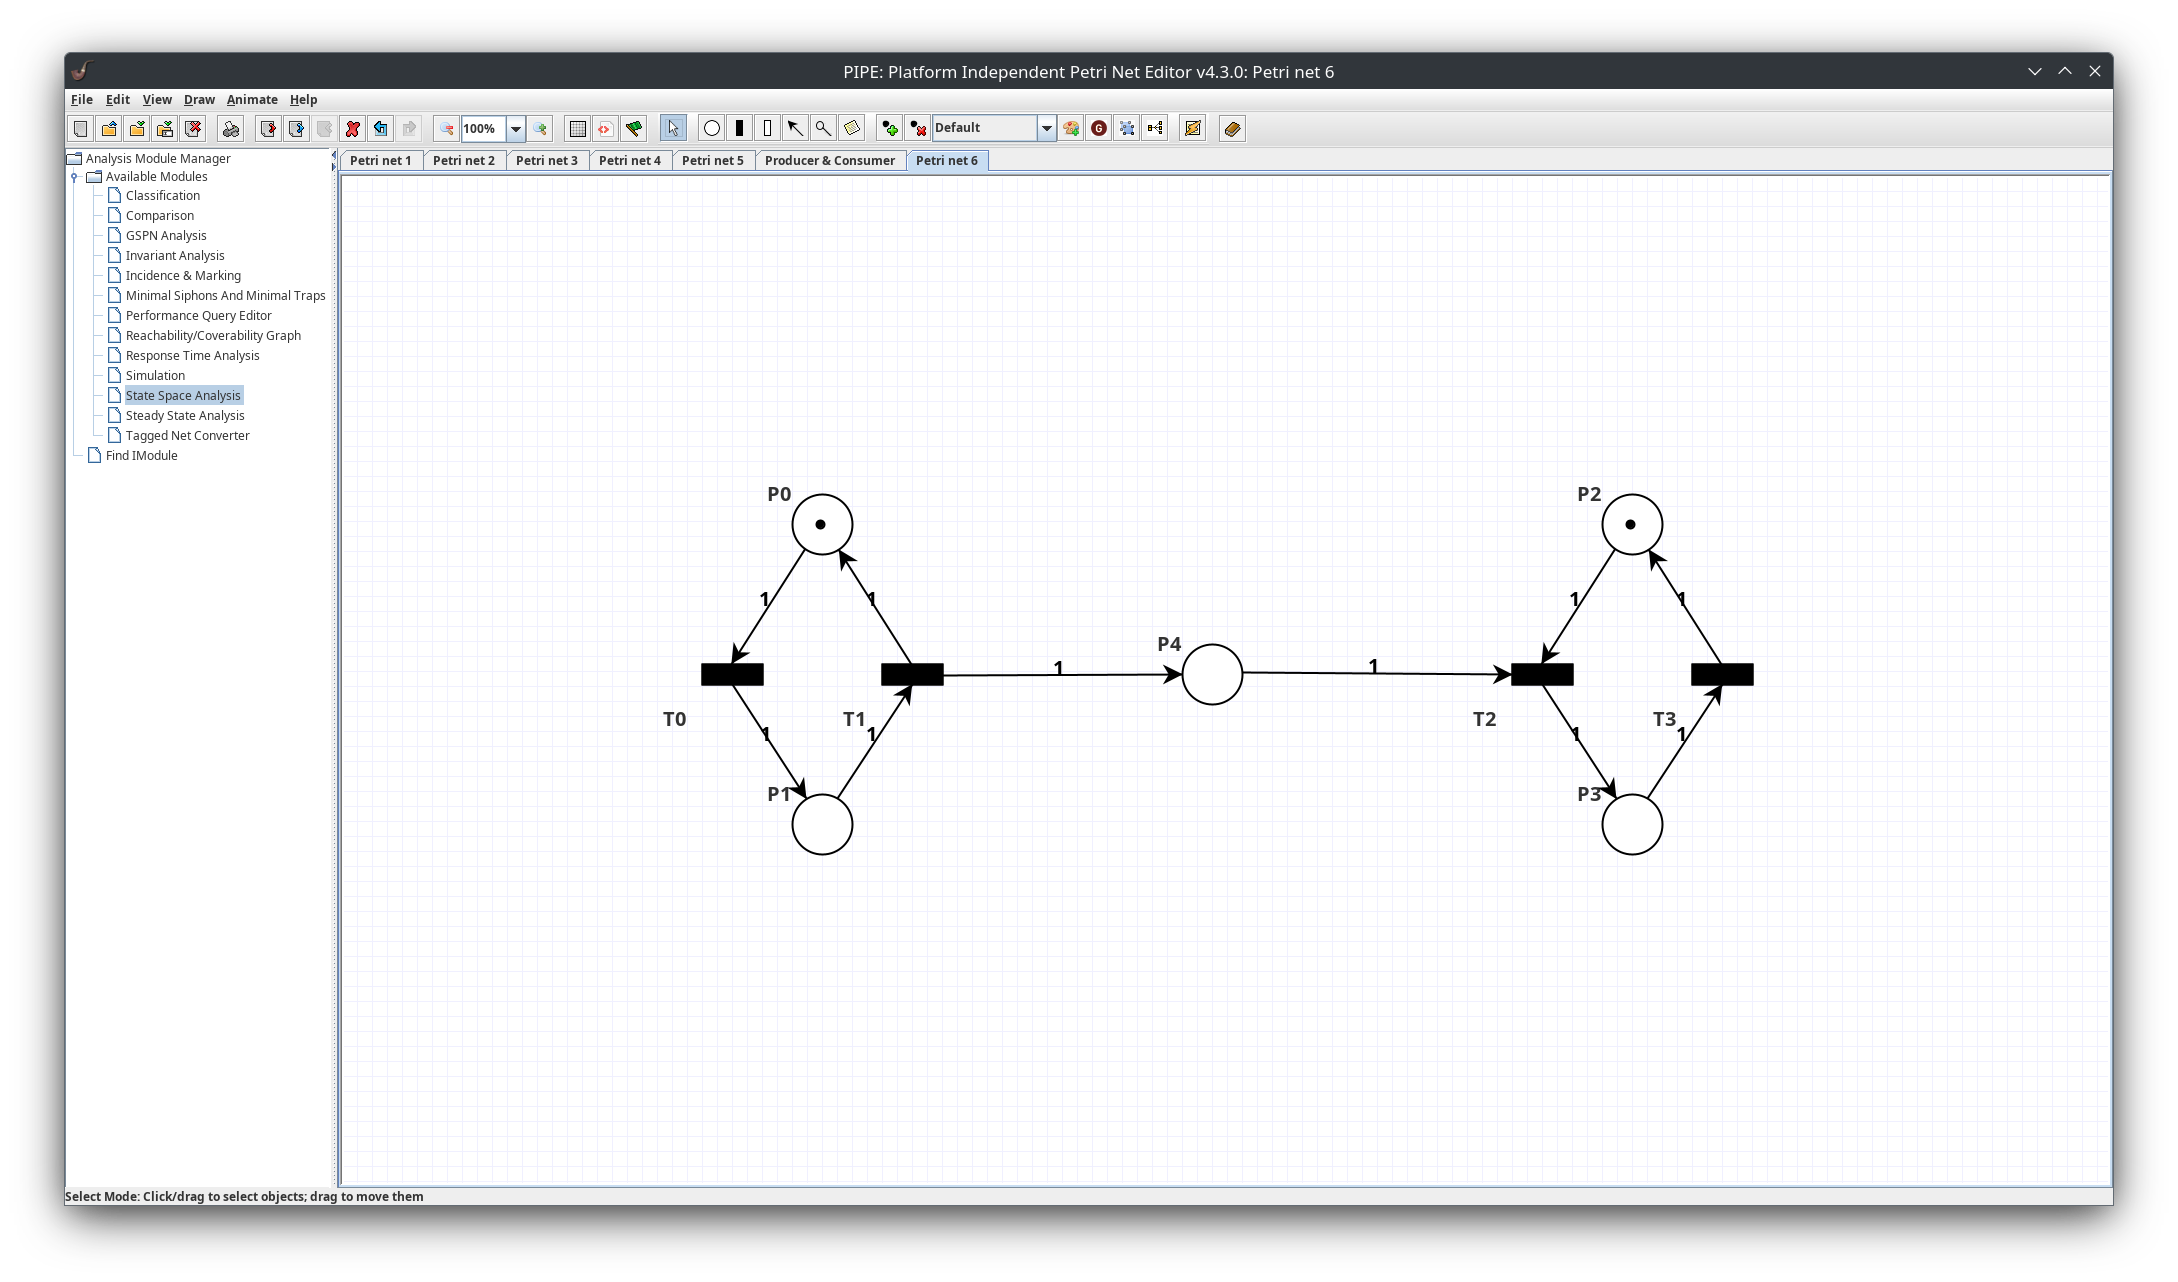 PIPE: Platform Independent Petri Net Editor v4.3.0: Petri net 6
File Edit View Draw Animate Help
100% Default G
Analysis Module Manager
Available Modules
Classification
Comparison
GSPN Analysis
Invariant Analysis
Incidence & Marking
Minimal Siphons And Minimal Traps
Performance Query Editor
Reachability/Coverability Graph
Response Time Analysis
Simulation
State Space Analysis
Steady State Analysis
Tagged Net Converter
Find IModule
Petri net 1 Petri net 2 Petri net 3 Petri net 4 Petri net 5 Producer & Consumer Petri net 6
P0 P2
1 1 1 1
P4
1 1
T0 T1 T2 T3
1 1 1 1
P1 P3
Select Mode: Click/drag to select objects; drag to move them